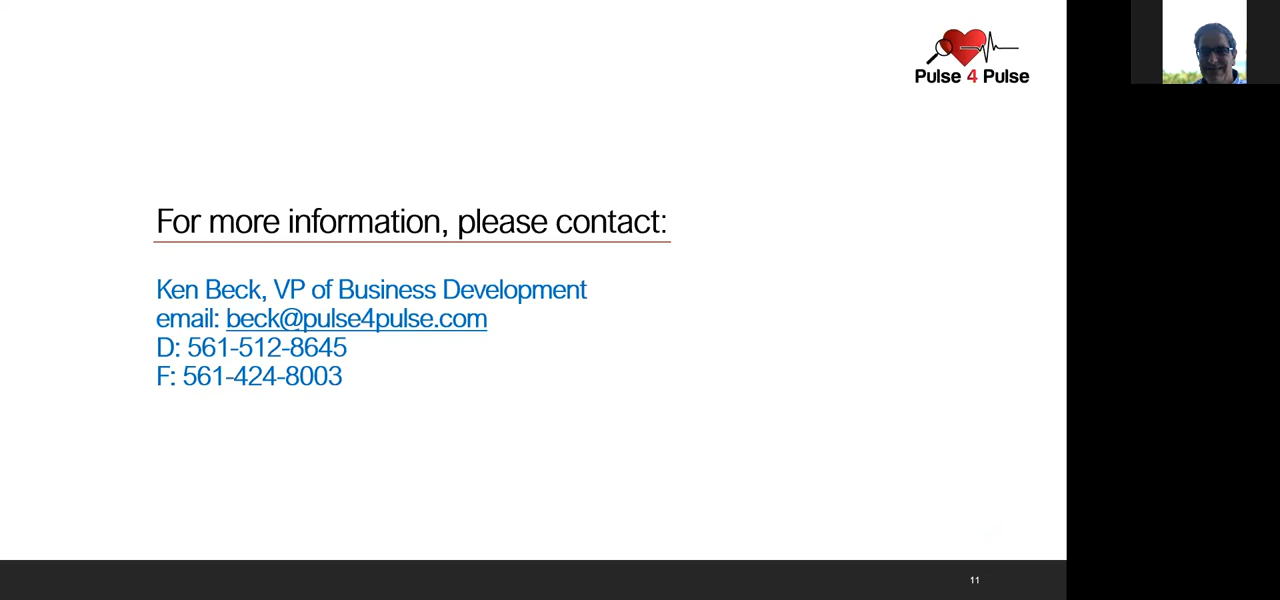 Pulse 4 Pulse
For more information, please contact:
Ken Beck, VP of Business Development
email: beck@pulse4pulse.com
D: 561-512-8645
F: 561-424-8003
11